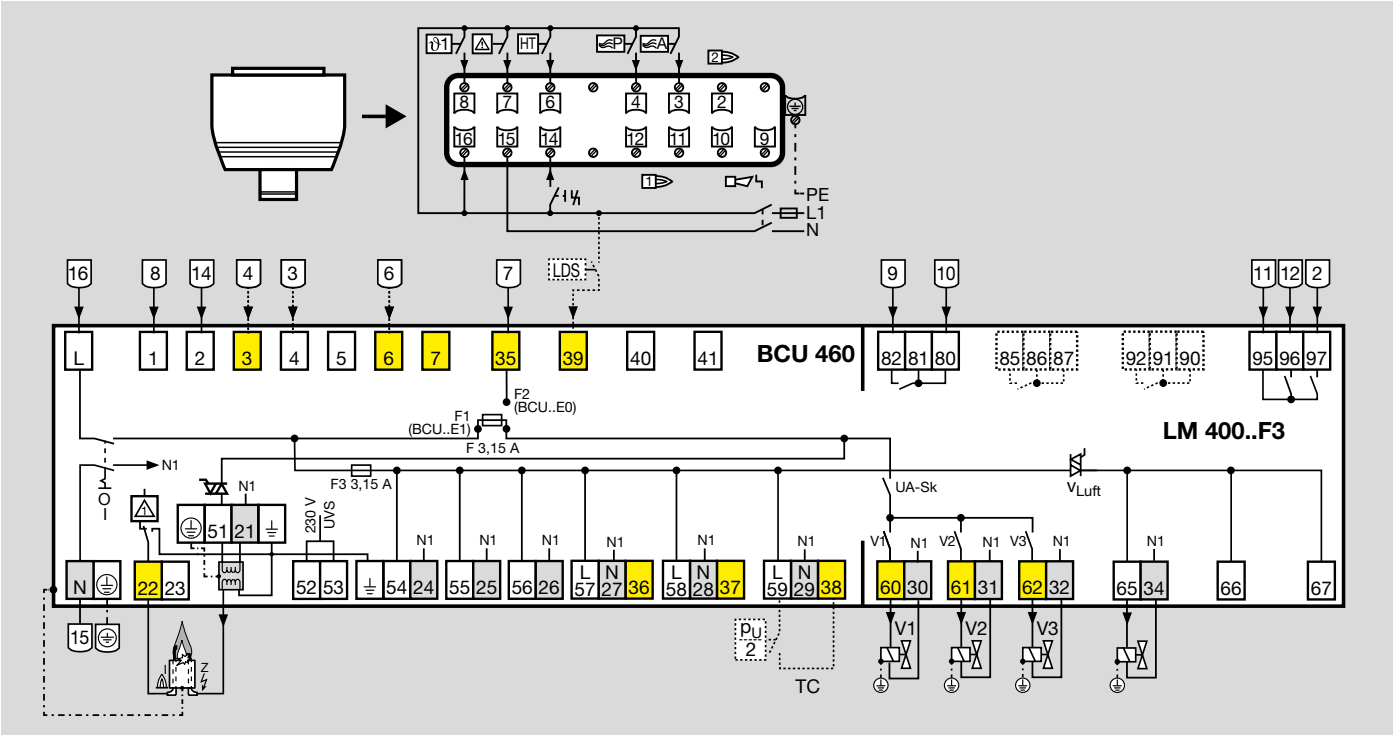 ϑ1 HT P A
2
8 7 6 4 3 2
16 15 14 12 11 10 9
1
PE
L1
N
16 8 14 4 3 6 7 LDS 9 10 11 12 2
L 1 2 3 4 5 6 7 35 39 40 41 BCU 460 82 81 80 85 86 87 92 91 90 95 96 97
F2
(BCU..E0)
F1
(BCU..E1)
F 3,15 A
LM 400..F3
N1
F3 3,15 A
UA-Sk
VLuft
O
I
N1
230 V
UVS
51 21
N1 N1 N1 N1 N1 N1 V1 N1 V2 N1 V3 N1 N1
N 22 23 52 53 54 24 55 25 56 26 L 57 N 27 36 L 58 N 28 37 L 59 N 29 38 60 30 61 31 62 32 65 34 66 67
15
pU
2
V1 V2 V3
I Z
TC